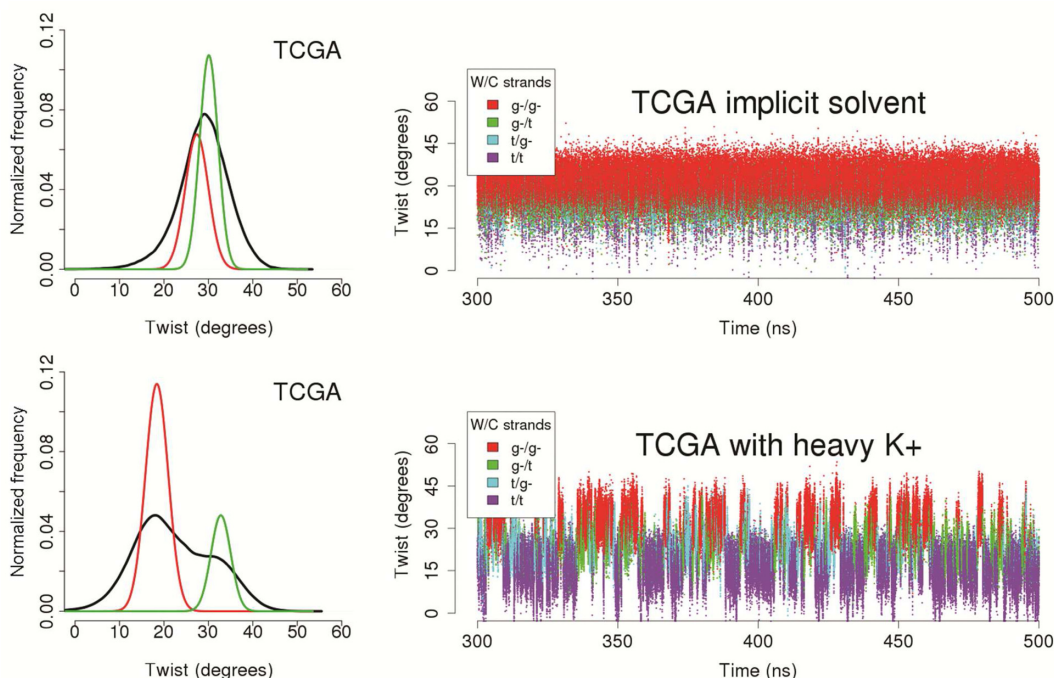 TCGA
Normalized frequency
0.12
0.08
0.04
0.00
0 10 20 30 40 50 60
Twist (degrees)
TCGA implicit solvent
W/C strands
g-/g-
g-/t
t/g-
t/t
Twist (degrees)
60
45
30
15
0
300 350 400 450 500
Time (ns)
TCGA
Normalized frequency
0.12
0.08
0.04
0.00
0 10 20 30 40 50 60
Twist (degrees)
TCGA with heavy K+
W/C strands
g-/g-
g-/t
t/g-
t/t
Twist (degrees)
60
45
30
15
0
300 350 400 450 500
Time (ns)